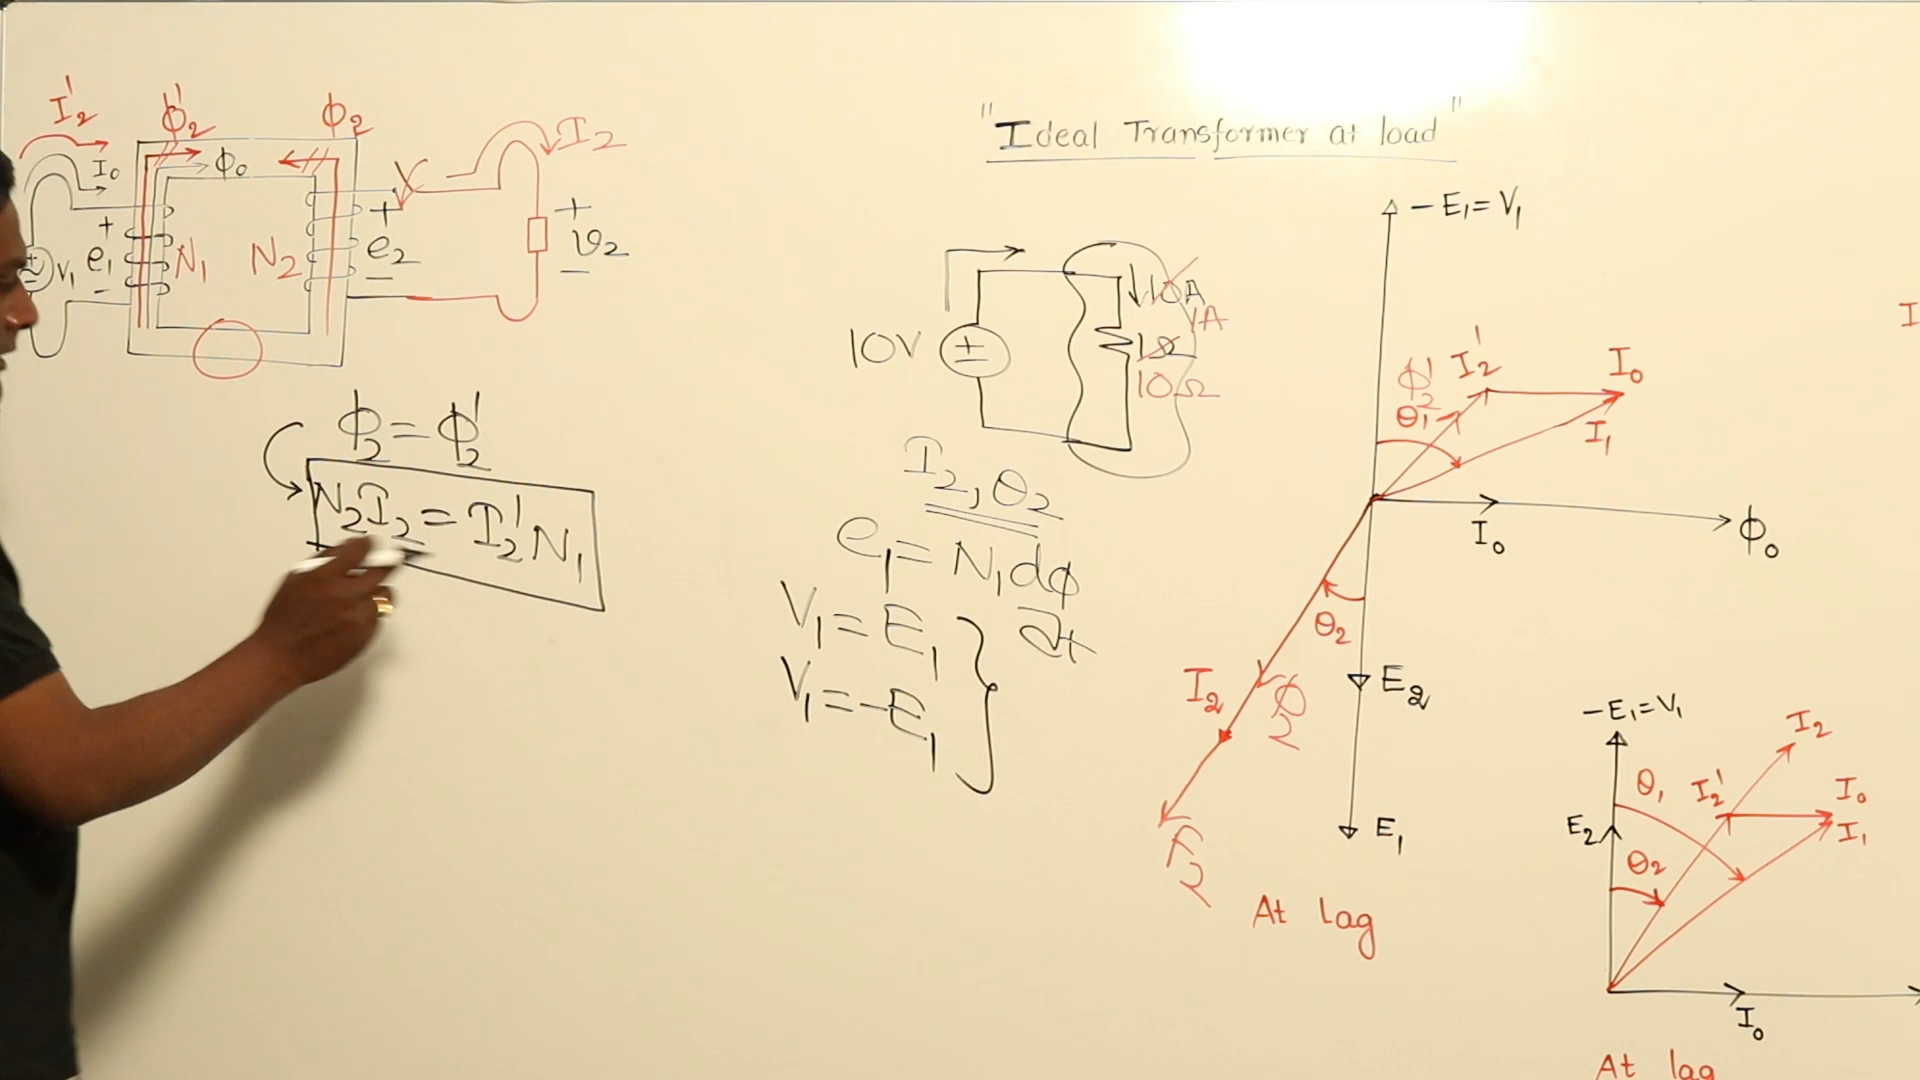 "Ideal Transformer at load"
I₂'
ϕ₂'
ϕ₂
I₂
I₀
ϕ₀
+
e₁
-
V₁
N₁
N₂
+
e₂
-
+
v₂
-
ϕ₂ = ϕ₂'
N₂I₂ = I₂'N₁
10V
10A
1A
1Ω
10Ω
I₂, θ₂
e₁ = N₁ dϕ/dt
V₁ = E₁
V₁ = -E₁
-E₁ = V₁
ϕ₂'
I₂'
I₀
θ₁
I₁
I₀
ϕ₀
θ₂
I₂
ϕ₂
E₂
E₁
F₂
At lag
I
-E₁ = V₁
I₂
θ₁
I₂'
I₀
E₂
I₁
θ₂
I₀
At lag